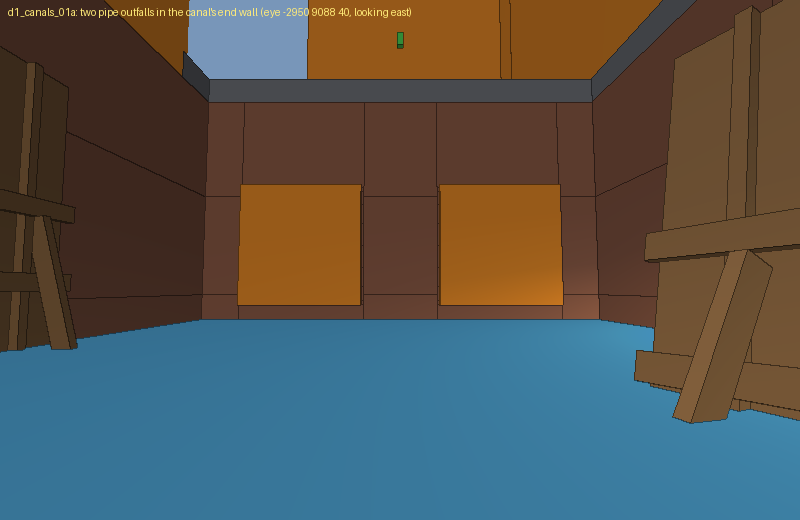 d1_canals_01a: two pipe outfalls in the canal's end wall (eye -2950 9088 40, looking east)